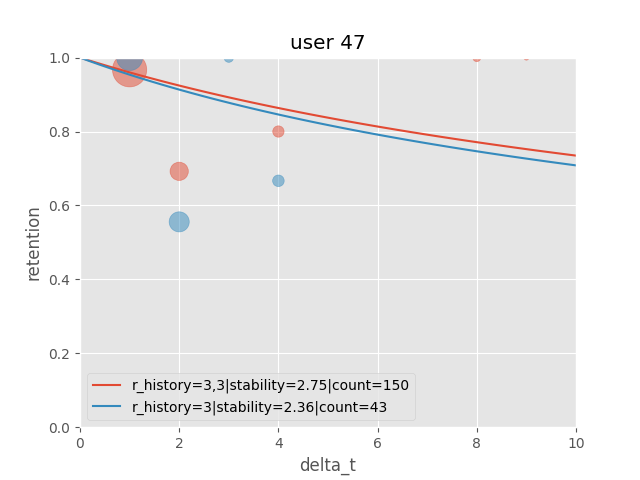 user 47
1.0
0.8
0.6
0.4
0.2
0.0
retention
r_history=3,3|stability=2.75|count=150
r_history=3|stability=2.36|count=43
0 2 4 6 8 10
delta_t